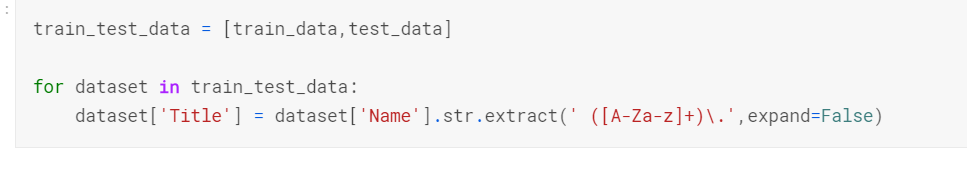 :
train_test_data = [train_data,test_data]
for dataset in train_test_data:
    dataset['Title'] = dataset['Name'].str.extract(' ([A-Za-z]+)\.',expand=False)